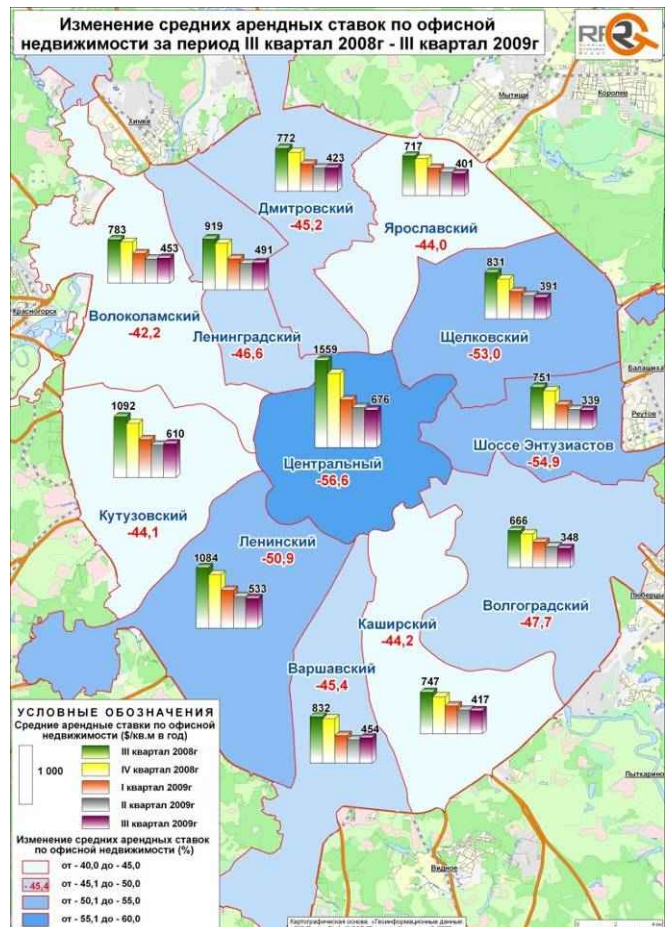 Изменение средних арендных ставок по офисной
недвижимости за период III квартал 2008г - III квартал 2009г
RRG
Мытищи
Королев
Химки
772
423
Дмитровский
-45,2
717
401
Ярославский
-44,0
783
453
Волоколамский
-42,2
919
491
Ленинградский
-46,6
831
391
Щелковский
-53,0
Красногорск
Балашиха
Реутов
1559
676
Центральный
-56,6
751
339
Шоссе Энтузиастов
-54,9
1092
610
Кутузовский
-44,1
Ленинский
-50,9
1084
533
666
348
Волгоградский
-47,7
Люберцы
Каширский
-44,2
747
417
Варшавский
-45,4
832
454
Лыткарино
Видное
УСЛОВНЫЕ ОБОЗНАЧЕНИЯ
Средние арендные ставки по офисной
недвижимости ($/кв.м в год)
1 000
III квартал 2008г
IV квартал 2008г
I квартал 2009г
II квартал 2009г
III квартал 2009г
Изменение средних арендных ставок
по офисной недвижимости (%)
от - 40,0 до - 45,0
- 45,4
от - 45,1 до - 50,0
от - 50,1 до - 55,0
от - 55,1 до - 60,0
Картографическая основа: «Геоинформационные данные